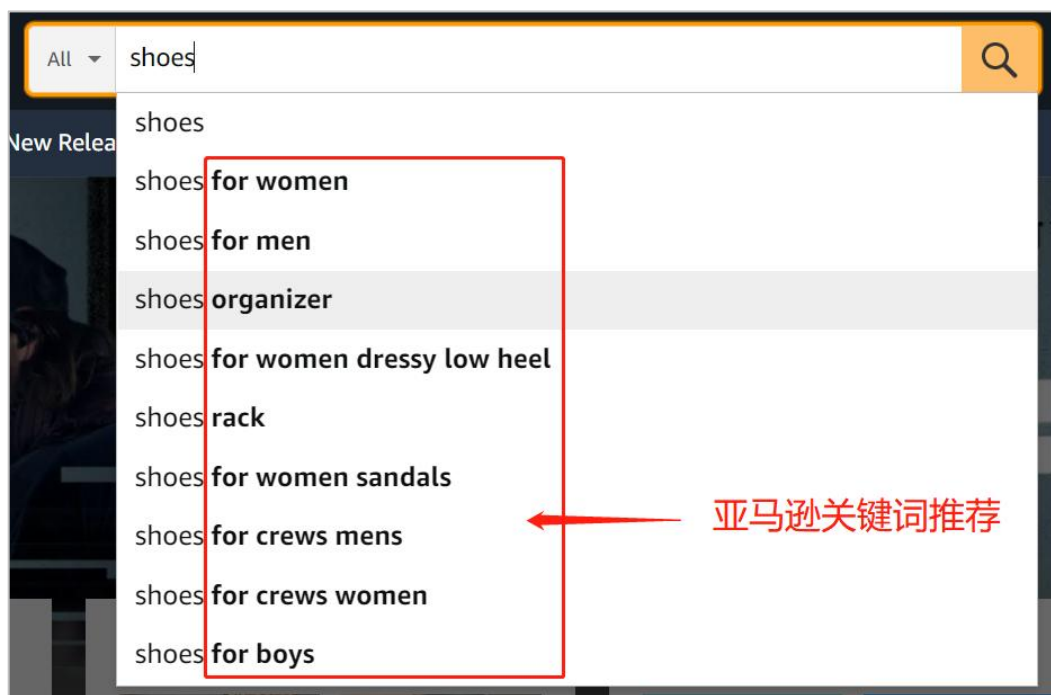 All shoes
New Relea
shoes
shoes for women
shoes for men
shoes organizer
shoes for women dressy low heel
shoes rack
shoes for women sandals
shoes for crews mens
亚马逊关键词推荐
shoes for crews women
shoes for boys